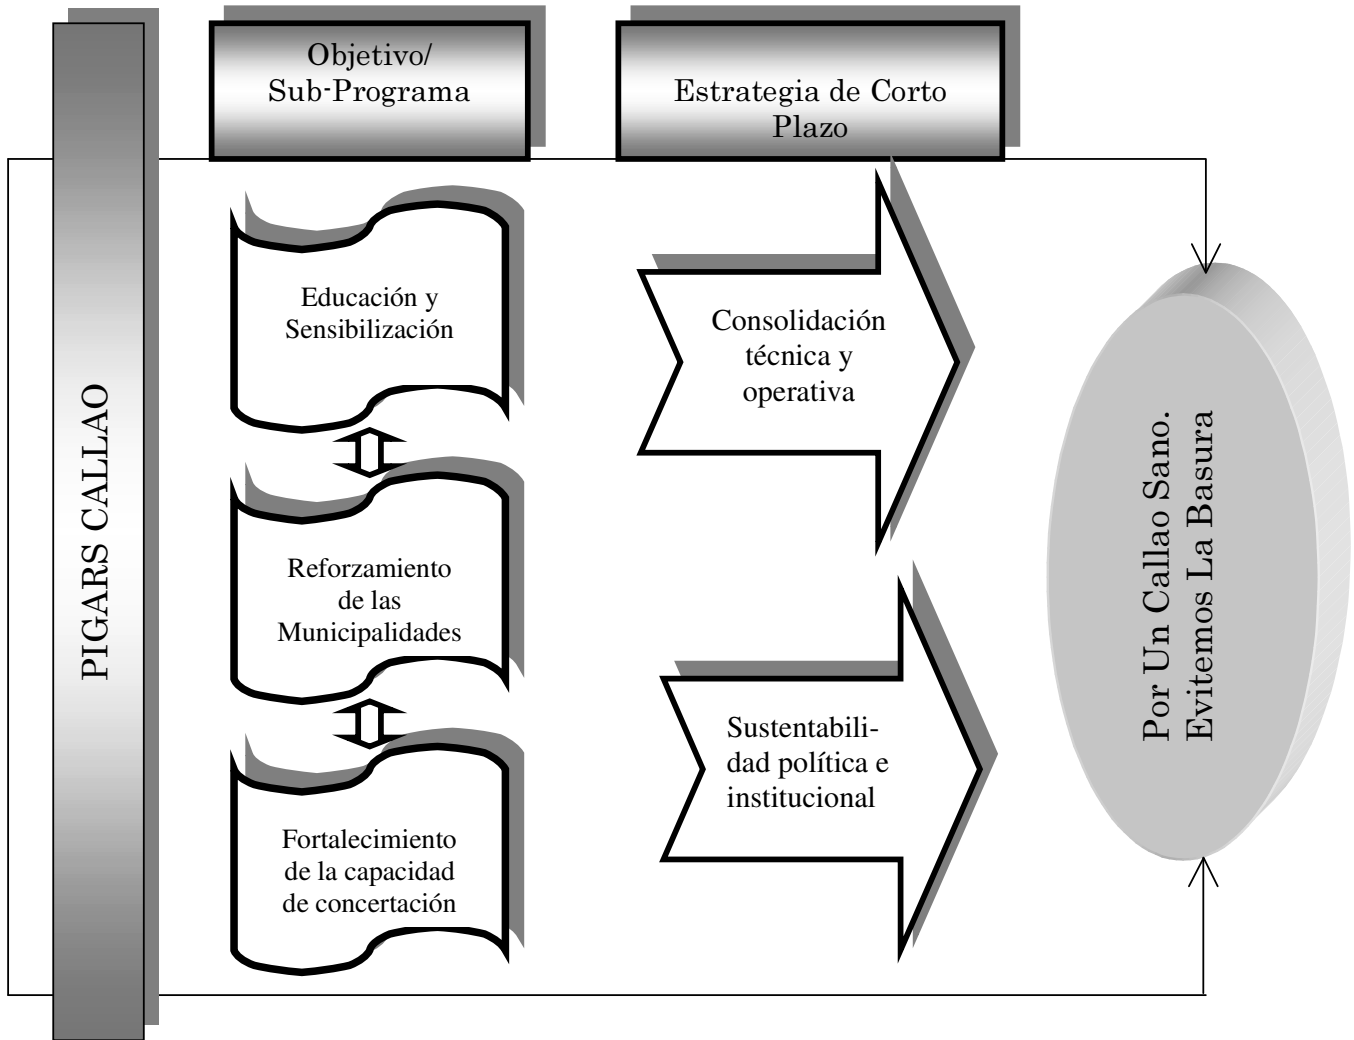 PIGARS CALLAO
Objetivo/
Sub-Programa
Estrategia de Corto
Plazo
Educación y
Sensibilización
Reforzamiento
de las
Municipalidades
Fortalecimiento
de la capacidad
de concertación
Consolidación
técnica y
operativa
Sustentabili-
dad política e
institucional
Por Un Callao Sano.
Evitemos La Basura